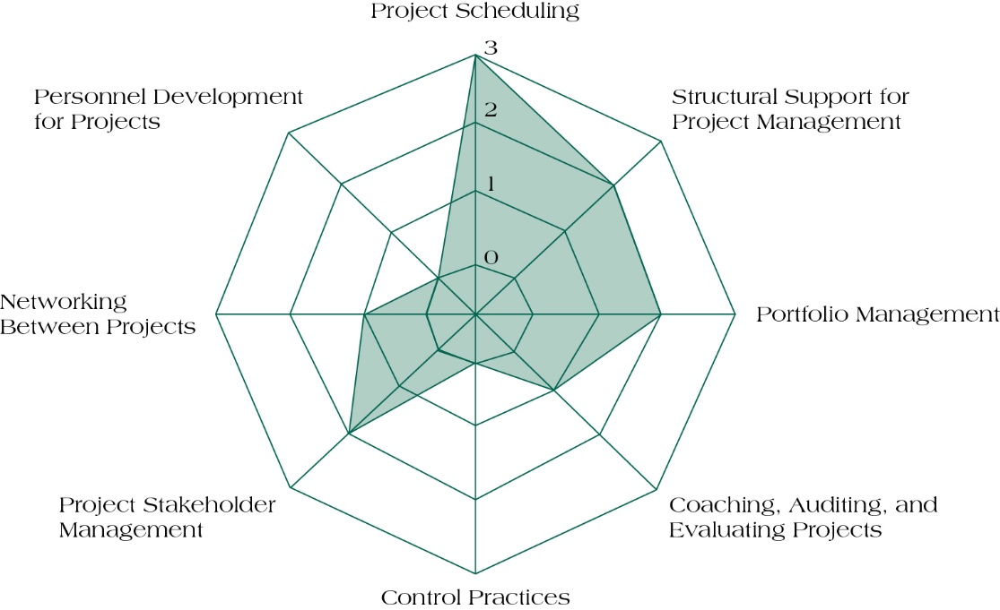 Project Scheduling
3
Personnel Development
for Projects
Structural Support for
Project Management
2
1
0
Networking
Between Projects
Portfolio Management
Project Stakeholder
Management
Coaching, Auditing, and
Evaluating Projects
Control Practices